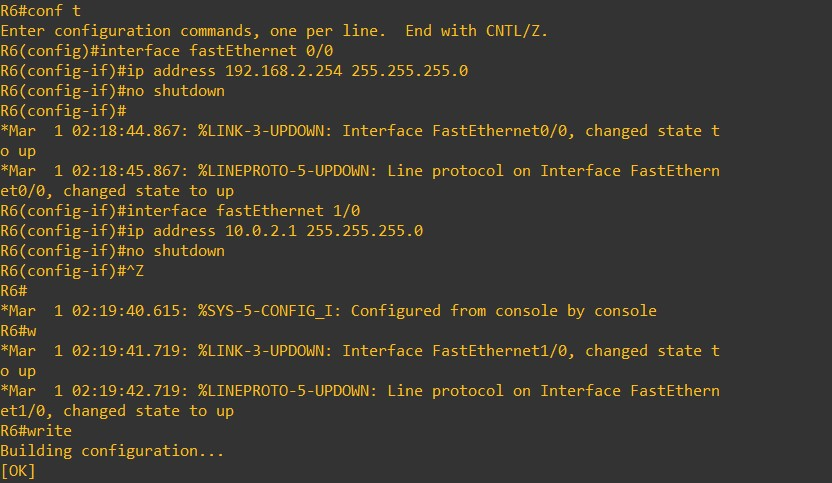 R6#conf t
Enter configuration commands, one per line.  End with CNTL/Z.
R6(config)#interface fastEthernet 0/0
R6(config-if)#ip address 192.168.2.254 255.255.255.0
R6(config-if)#no shutdown
R6(config-if)#
*Mar  1 02:18:44.867: %LINK-3-UPDOWN: Interface FastEthernet0/0, changed state t
o up
*Mar  1 02:18:45.867: %LINEPROTO-5-UPDOWN: Line protocol on Interface FastEthern
et0/0, changed state to up
R6(config-if)#interface fastEthernet 1/0
R6(config-if)#ip address 10.0.2.1 255.255.255.0
R6(config-if)#no shutdown
R6(config-if)#^Z
R6#
*Mar  1 02:19:40.615: %SYS-5-CONFIG_I: Configured from console by console
R6#w
*Mar  1 02:19:41.719: %LINK-3-UPDOWN: Interface FastEthernet1/0, changed state t
o up
*Mar  1 02:19:42.719: %LINEPROTO-5-UPDOWN: Line protocol on Interface FastEthern
et1/0, changed state to up
R6#write
Building configuration...
[OK]